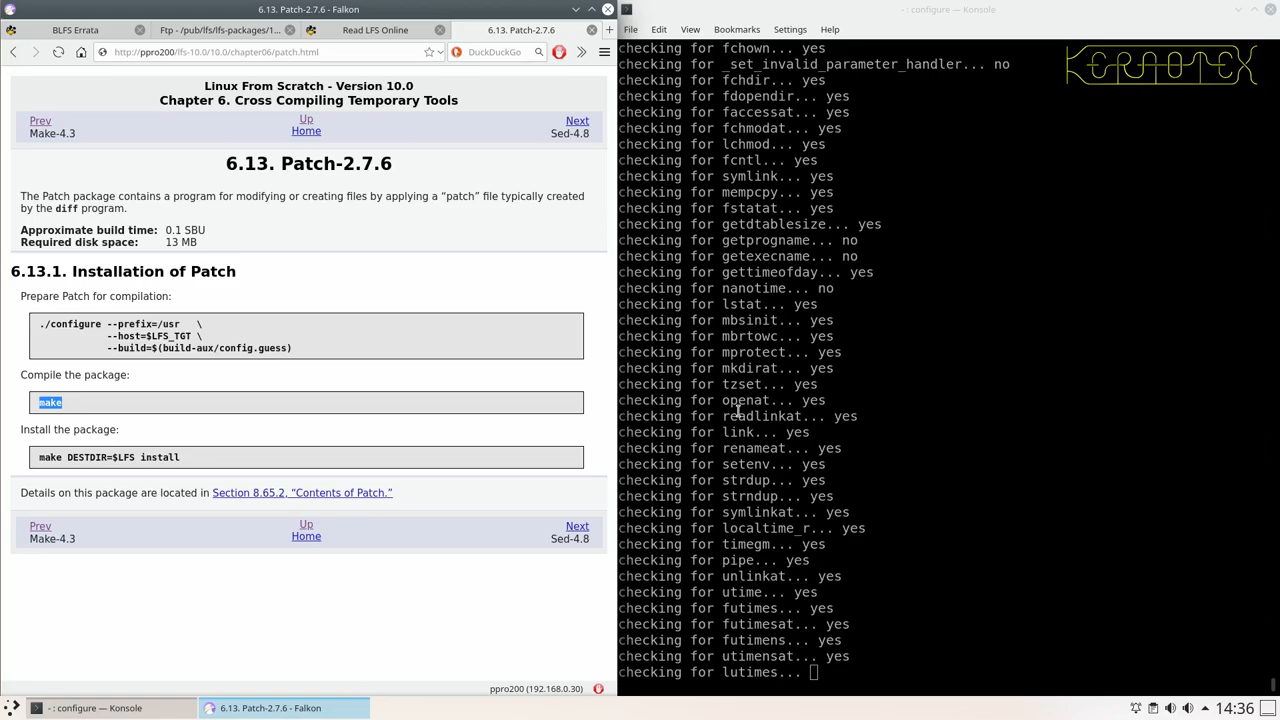 6.13. Patch-2.7.6 - Falkon
- : configure — Konsole
BLFS Errata
Ftp - /pub/lfs/lfs-packages/1...
Read LFS Online
6.13. Patch-2.7.6
http://ppro200/lfs-10.0/10.0/chapter06/patch.html
DuckDuckGo
Linux From Scratch - Version 10.0
Chapter 6. Cross Compiling Temporary Tools
Prev
Up
Next
Make-4.3
Home
Sed-4.8
6.13. Patch-2.7.6
The Patch package contains a program for modifying or creating files by applying a “patch” file typically created
by the diff program.
Approximate build time: 0.1 SBU
Required disk space: 13 MB
6.13.1. Installation of Patch
Prepare Patch for compilation:
./configure --prefix=/usr \
--host=$LFS_TGT \
--build=$(build-aux/config.guess)
Compile the package:
make
Install the package:
make DESTDIR=$LFS install
Details on this package are located in Section 8.65.2, “Contents of Patch.”
Prev
Up
Next
Make-4.3
Home
Sed-4.8
ppro200 (192.168.0.30)
File Edit View Bookmarks Settings Help
KERNOTEX
checking for fchown... yes
checking for _set_invalid_parameter_handler... no
checking for fchdir... yes
checking for fdopendir... yes
checking for faccessat... yes
checking for fchmodat... yes
checking for lchmod... yes
checking for fcntl... yes
checking for symlink... yes
checking for mempcpy... yes
checking for fstatat... yes
checking for getdtablesize... yes
checking for getprogname... no
checking for getexecname... no
checking for gettimeofday... yes
checking for nanotime... no
checking for lstat... yes
checking for mbsinit... yes
checking for mbrtowc... yes
checking for mprotect... yes
checking for mkdirat... yes
checking for tzset... yes
checking for openat... yes
checking for readlinkat... yes
checking for link... yes
checking for renameat... yes
checking for setenv... yes
checking for strdup... yes
checking for strndup... yes
checking for symlinkat... yes
checking for localtime_r... yes
checking for timegm... yes
checking for pipe... yes
checking for unlinkat... yes
checking for utime... yes
checking for futimes... yes
checking for futimesat... yes
checking for futimens... yes
checking for utimensat... yes
checking for lutimes...
- : configure — Konsole
6.13. Patch-2.7.6 - Falkon
14:36